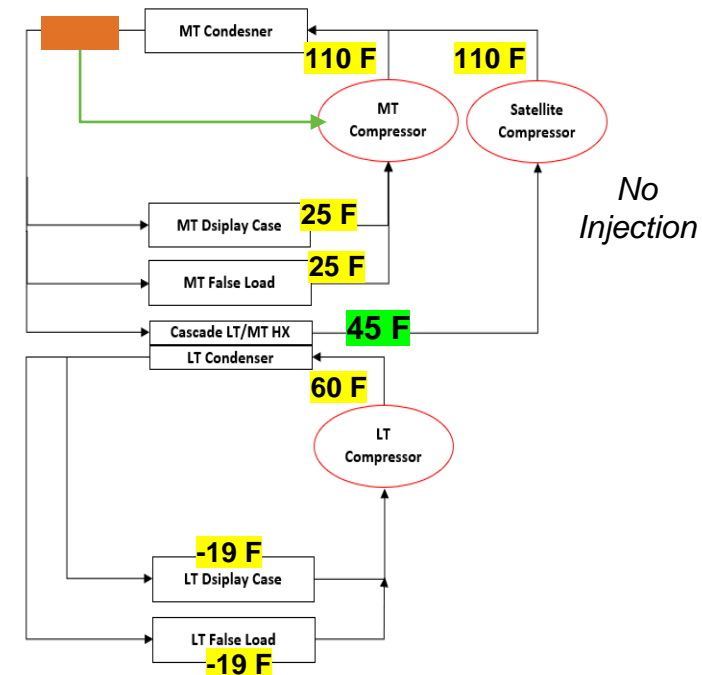 MT Condesner
110 F
110 F
MT
Compressor
Satellite
Compressor
No
Injection
MT Dsiplay Case
25 F
MT False Load
25 F
Cascade LT/MT HX
45 F
LT Condenser
60 F
LT
Compressor
-19 F
LT Dsiplay Case
LT False Load
-19 F